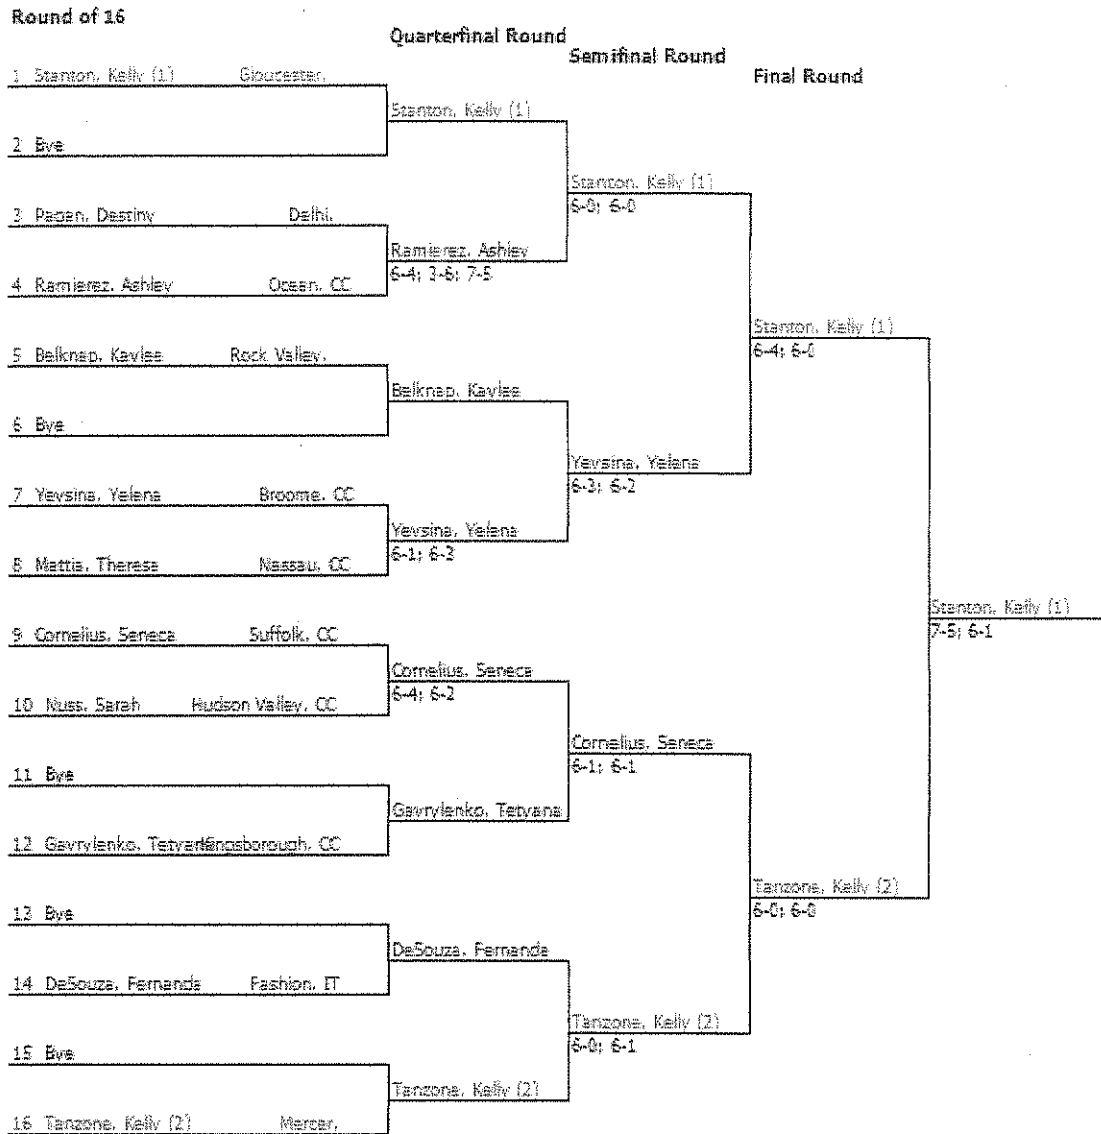 Round of 16
Quarterfinal Round
Semifinal Round
Final Round
1 Stanton, Kelly (1) Gloucester,
Stanton, Kelly (1)
2 Bye
Stanton, Kelly (1)
6-0; 6-0
3 Pagan, Destiny Delhi,
Ramierez, Ashley
6-4; 3-6; 7-5
4 Ramierez, Ashley Ocean, CC
Stanton, Kelly (1)
6-4; 6-0
5 Belknap, Kaylee Rock Valley,
Belknap, Kaylee
6 Bye
Yevsina, Yelena
6-3; 6-2
7 Yevsina, Yelena Broome, CC
Yevsina, Yelena
6-1; 6-3
8 Mattia, Theresa Nassau, CC
Stanton, Kelly (1)
7-5; 6-1
9 Cornelius, Seneca Suffolk, CC
Cornelius, Seneca
6-4; 6-2
10 Nuss, Sarah Hudson Valley, CC
Cornelius, Seneca
6-1; 6-1
11 Bye
Gavrylenko, Tetyana
12 Gavrylenko, Tetyana Kingsborough, CC
Tanzone, Kelly (2)
6-0; 6-0
13 Bye
DeSouza, Fernanda
14 DeSouza, Fernanda Fashion, IT
Tanzone, Kelly (2)
6-0; 6-1
15 Bye
Tanzone, Kelly (2)
16 Tanzone, Kelly (2) Mercer,